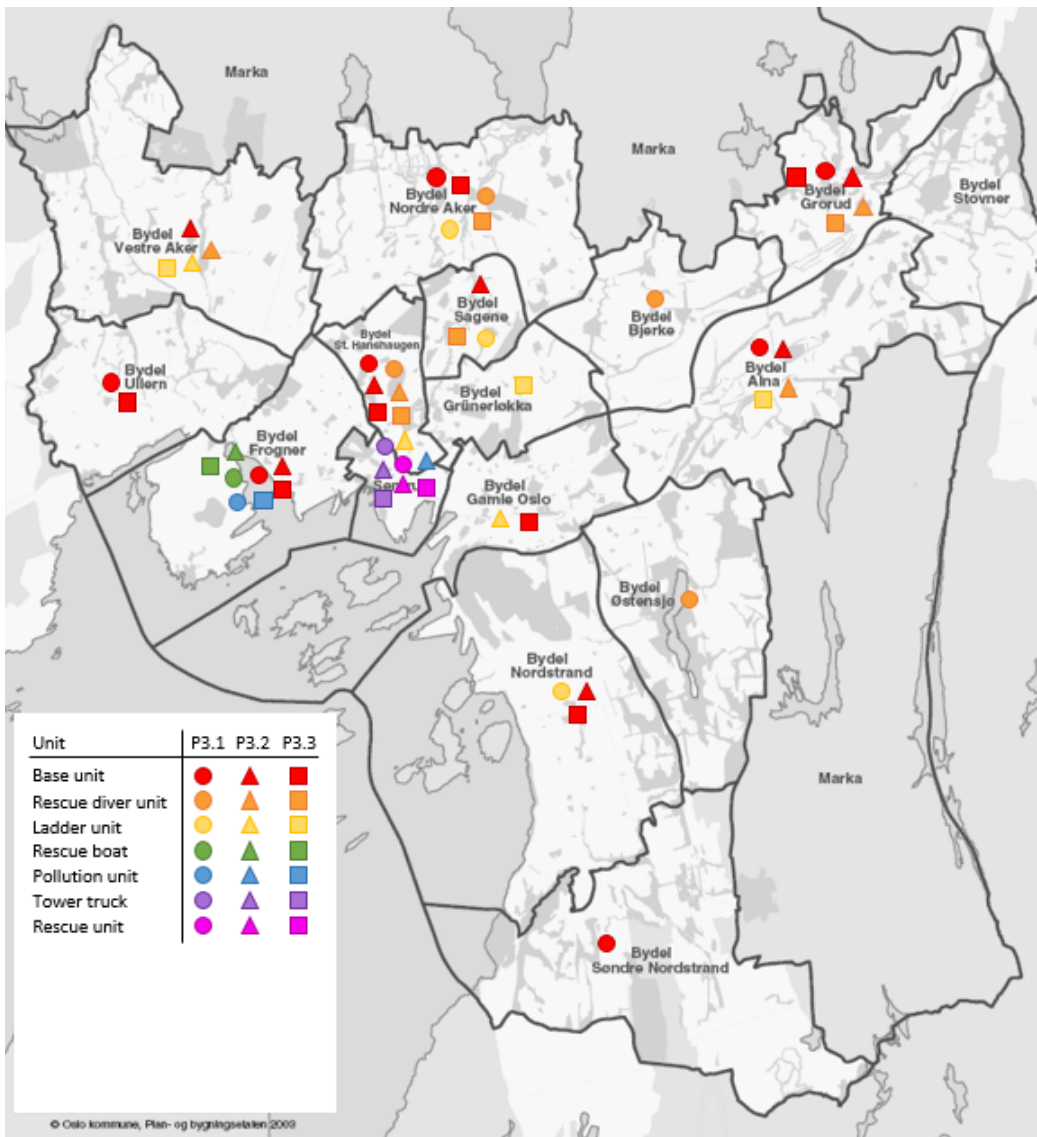 Marka
Marka
Bydel
Nordre Aker
Bydel
Grorud
Bydel
Stovner
Bydel
Vestre Aker
Bydel
Sagene
Bydel
Bjerke
Bydel
St. Hanshaugen
Bydel
Ullern
Bydel
Grünerløkka
Bydel
Alna
Bydel
Frogner
Bydel
Gamle Oslo
Bydel
Østensjø
Bydel
Nordstrand
Marka
Bydel
Søndre Nordstrand
Unit P3.1 P3.2 P3.3
Base unit
Rescue diver unit
Ladder unit
Rescue boat
Pollution unit
Tower truck
Rescue unit
© Oslo kommune, Plan- og bygningsetaten 2003